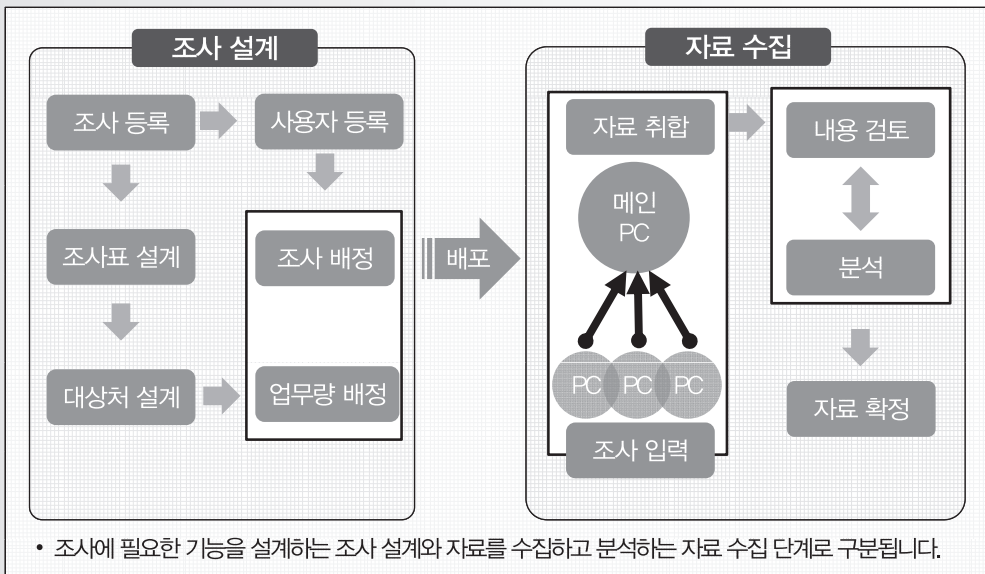 조사 설계
조사 등록
사용자 등록
조사표 설계
조사 배정
대상처 설계
업무량 배정
배포
자료 수집
자료 취합
내용 검토
메인
PC
분석
PC PC PC
조사 입력
자료 확정
• 조사에 필요한 기능을 설계하는 조사 설계와 자료를 수집하고 분석하는 자료 수집 단계로 구분됩니다.